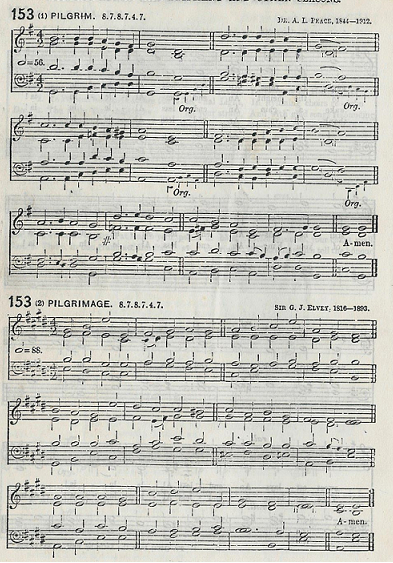 153 (1) PILGRIM. 8.7.8.7.4.7. DR. A. L. PEACE, 1844—1912.
=56.
Org. Org.
Org. Org.
A-men.
153 (2) PILGRIMAGE. 8.7.8.7.4.7. SIR G. J. ELVEY, 1816—1893.
=88.
A-men.